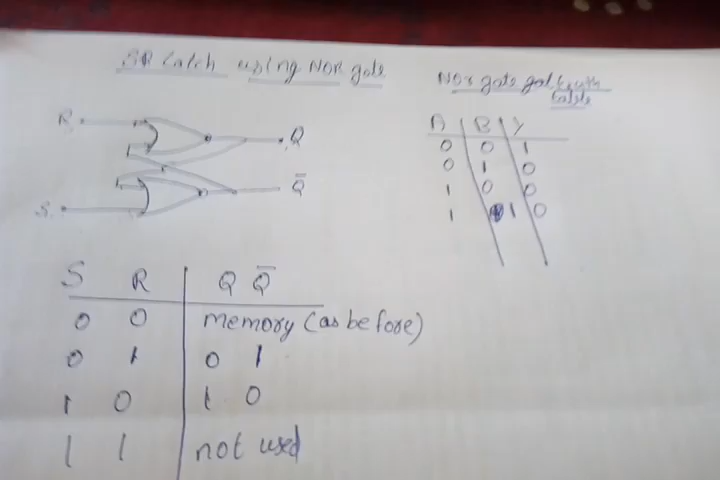 SR Latch using NOR gate
NOR gate gate truth
table
R
Q
Q̅
S
A B Y
0 0 1
0 1 0
1 0 0
1 1 0
S R Q Q̅
0 0 memory (as before)
0 1 0 1
1 0 1 0
1 1 not used